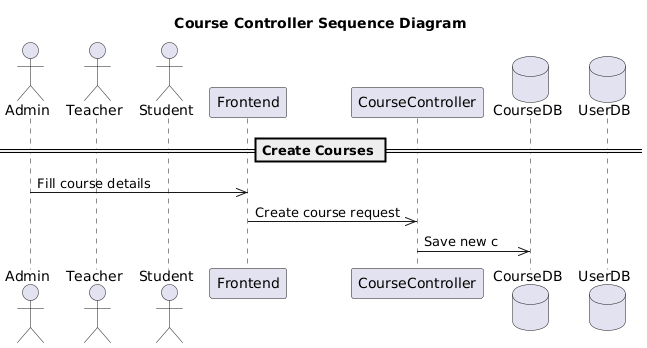 Course Controller Sequence Diagram
Admin Teacher Student Frontend CourseController CourseDB UserDB
Create Courses
Fill course details
Create course request
Save new c
Admin Teacher Student Frontend CourseController CourseDB UserDB